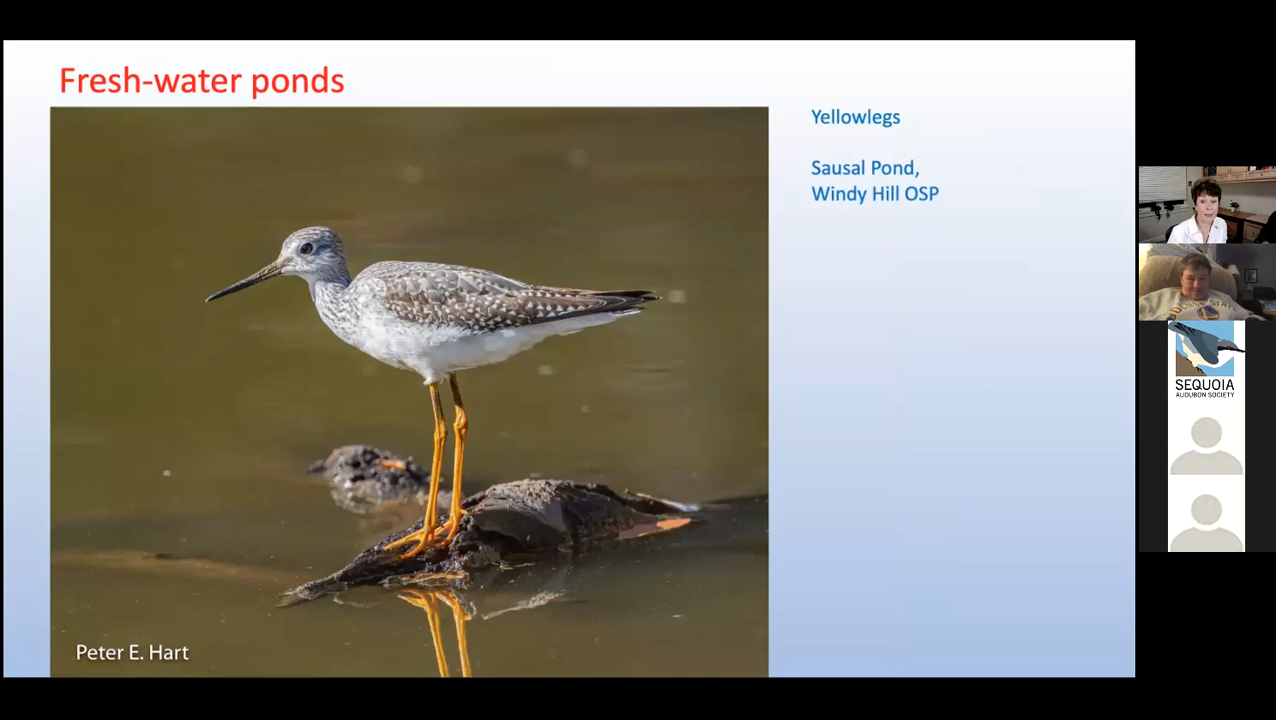 Fresh-water ponds
Yellowlegs
Sausal Pond,
Windy Hill OSP
Peter E. Hart
SEQUOIA
AUDUBON SOCIETY